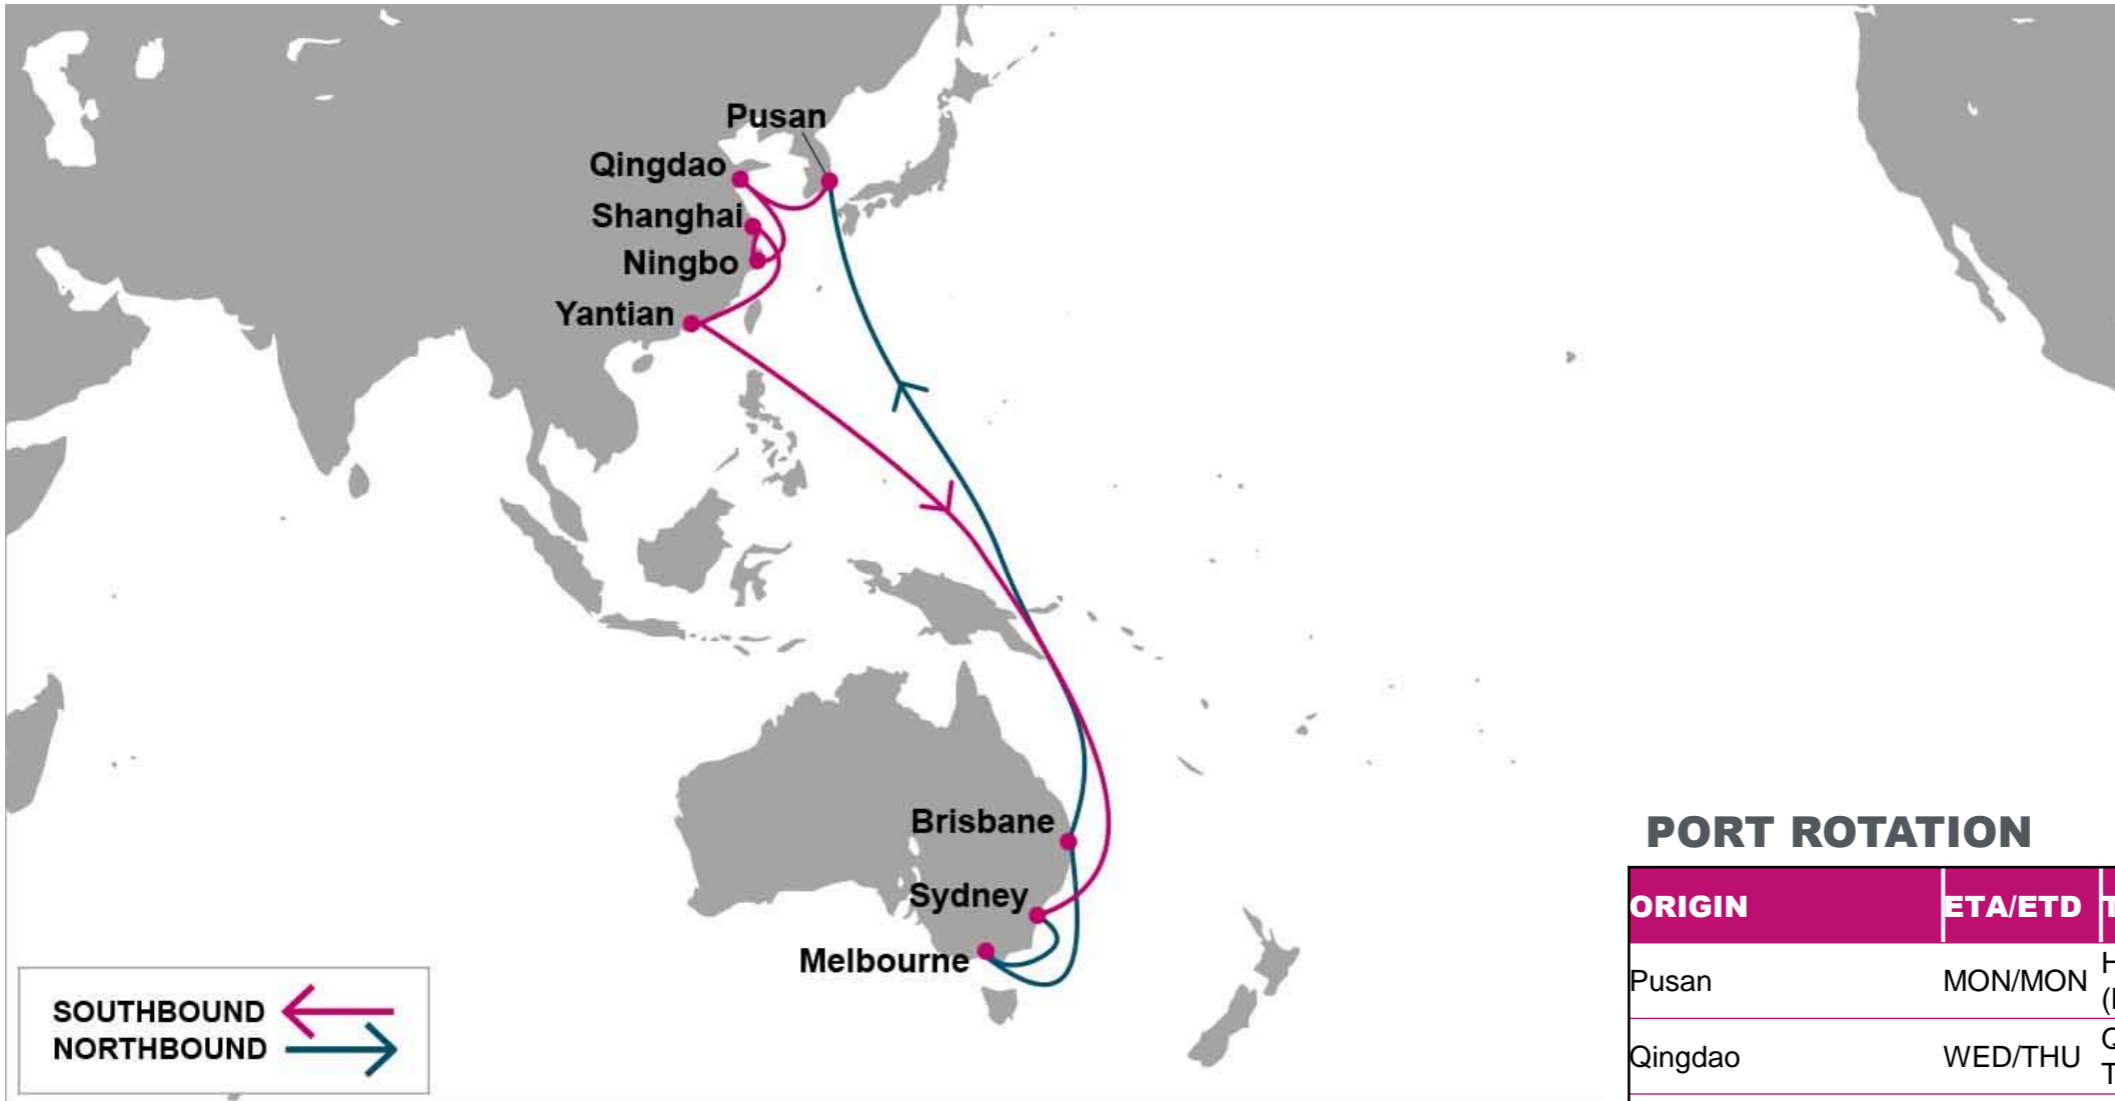 Pusan
Qingdao
Shanghai
Ningbo
Yantian
Brisbane
Sydney
Melbourne
SOUTHBOUND
NORTHBOUND
PORT ROTATION
ORIGIN ETA/ETD
Pusan MON/MON
Qingdao WED/THU